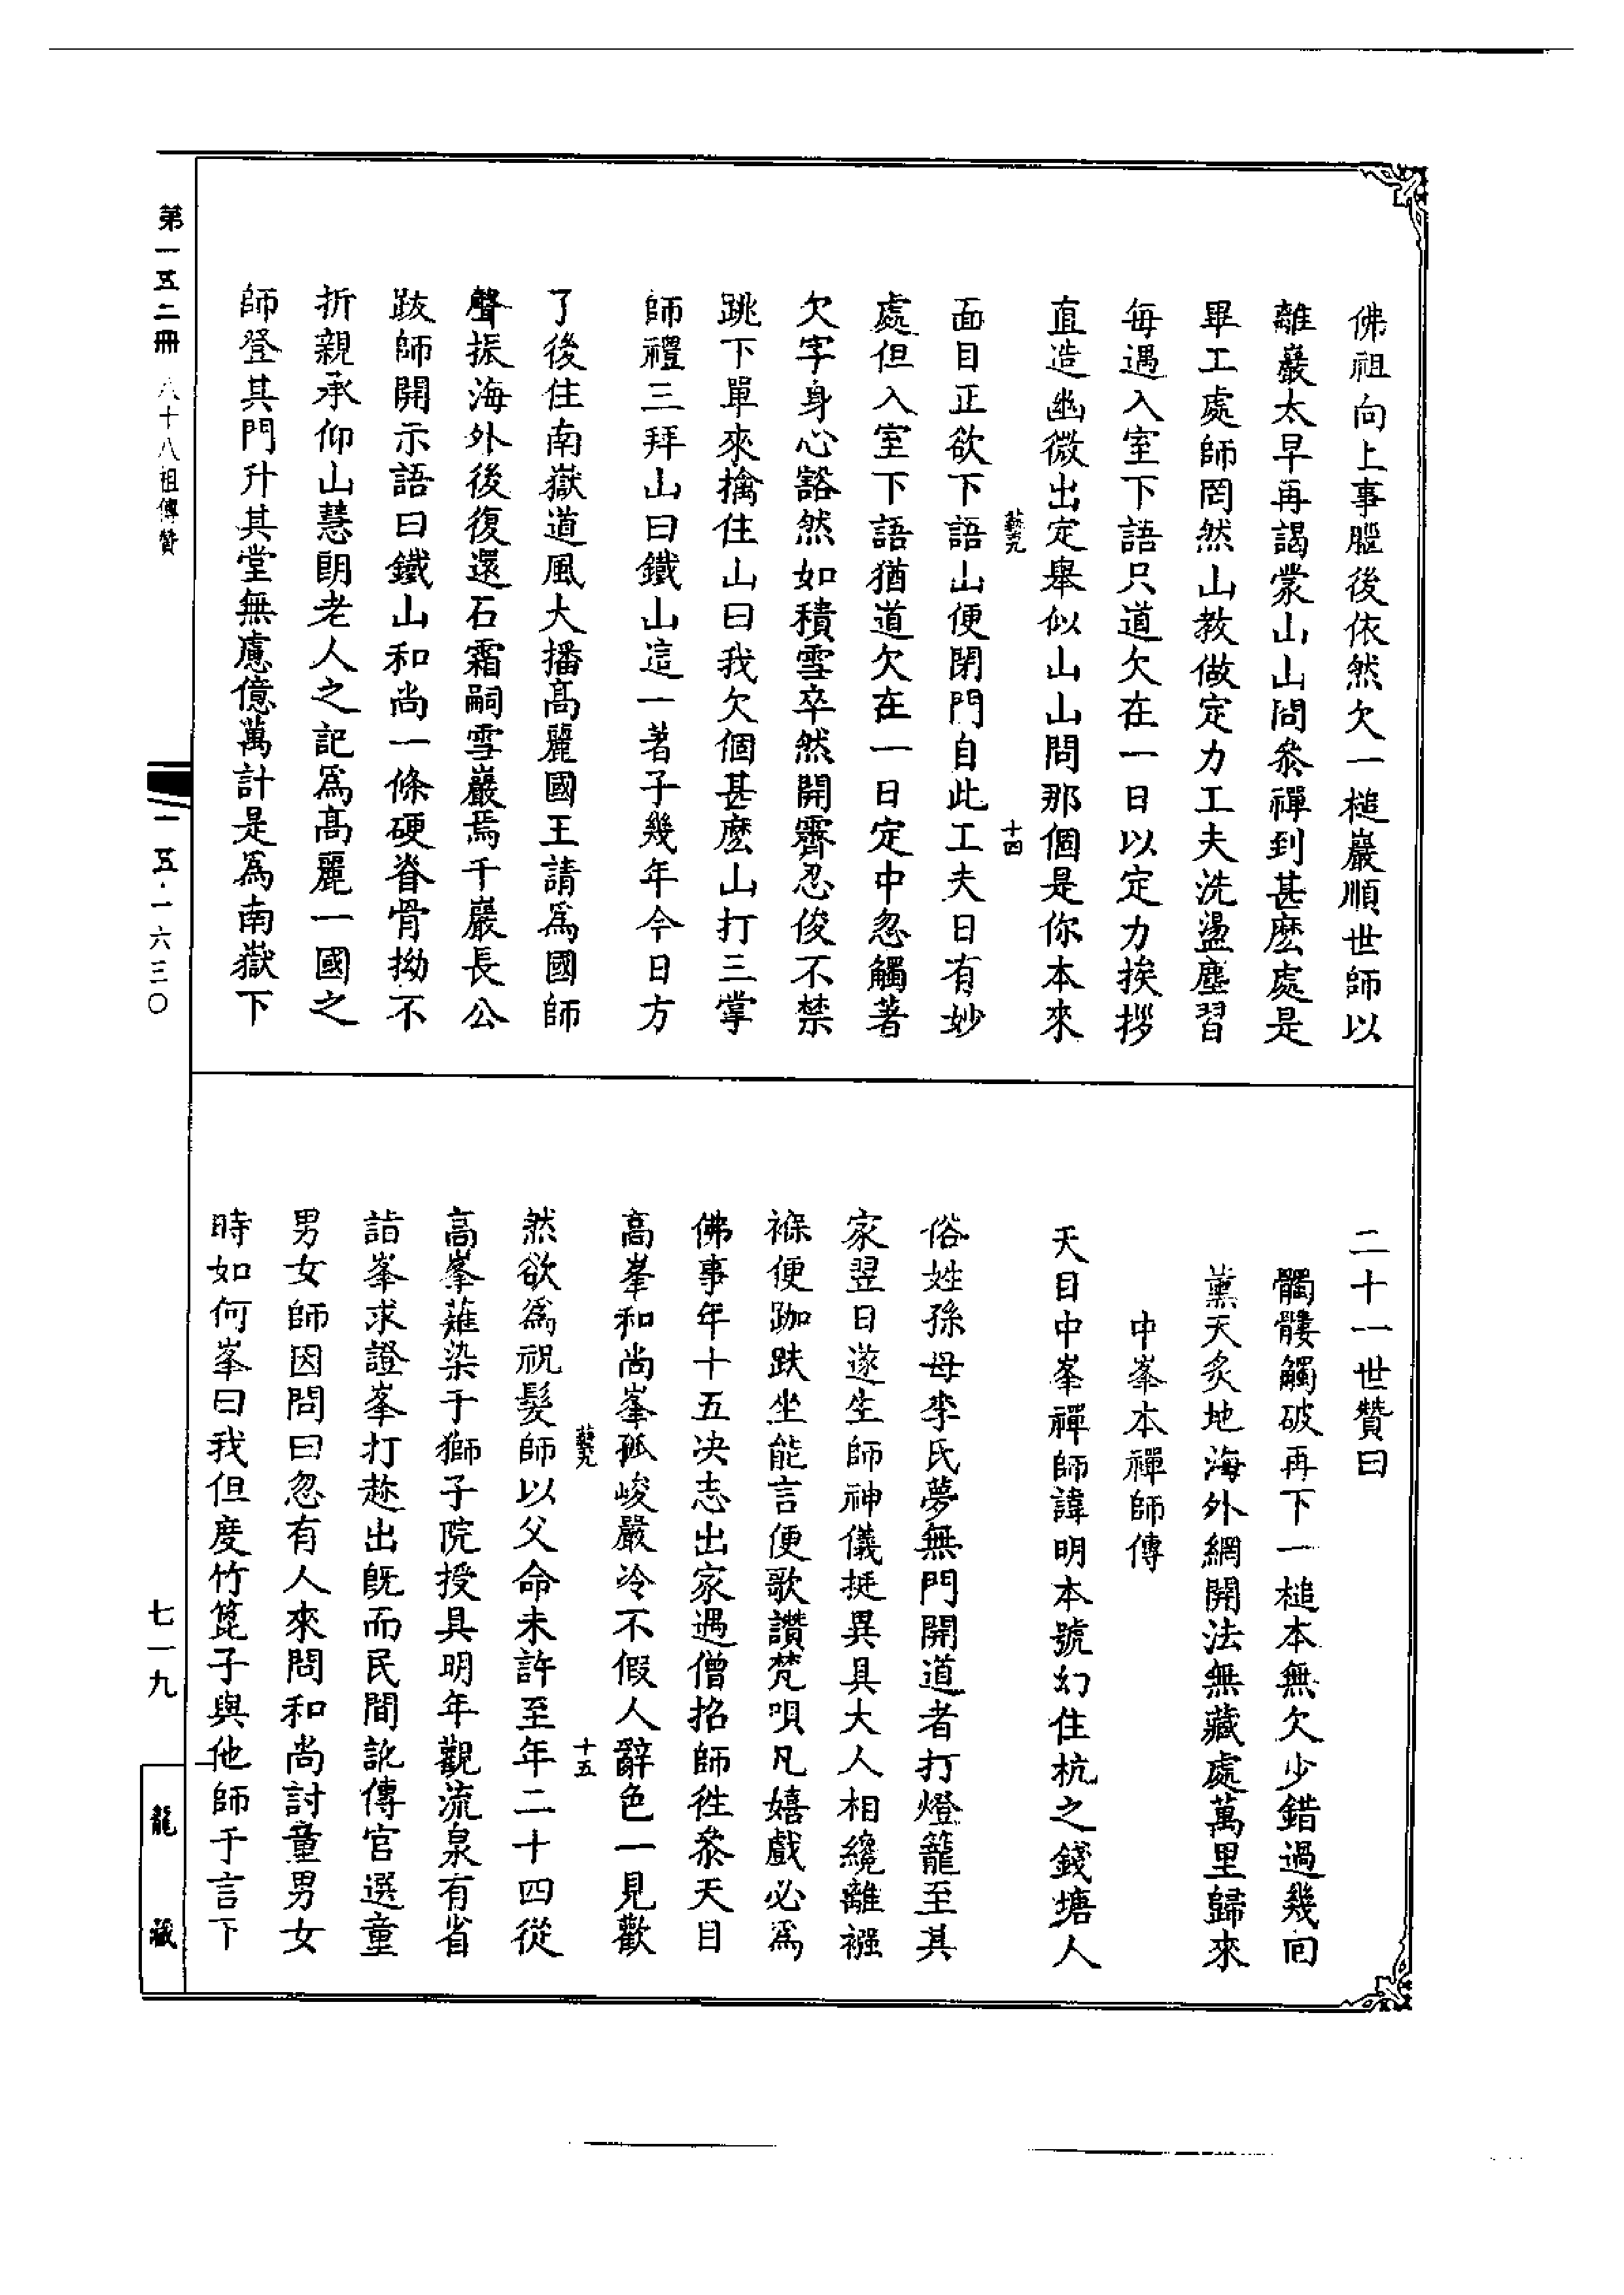 佛祖向上事腦後依然欠一槌巖順世師以
離巖太早再謁蒙山山問叅禪到甚麽處是
畢工處師罔然山教做定力工夫洗盪塵習
每遇入室下語只道欠在一日以定力挨拶
直造幽微出定舉似山山問那個是你本來
藝九
十四
面目正欲下語山便閉門自此工夫日有妙
處但入室下語猶道欠在一日定中忽觸著
欠字身心豁然如積雪卒然開霽忍俊不禁
跳下單來擒住山曰我欠個甚麽山打三掌
師禮三拜山曰鐵山這一著子幾年今日方
了後住南嶽道風大播高麗國王請爲國師
聲振海外後復還石霜嗣雪巖焉千巖長公
跋師開示語曰鐵山和尚一條硬脊骨拗不
折親承仰山慧朗老人之記爲高麗一國之
師登其門升其堂無慮億萬計是爲南嶽下
二十一世贊曰
髑髏觸破再下一槌本無欠少錯過幾回
薰天炙地海外網開法無藏處萬里歸來
中峯本禪師傳
天目中峯禪師諱明本號幻住杭之錢塘人
俗姓孫母李氏夢無門開道者打燈籠至其
家翌日遂生師神儀挺異具大人相纔離襁
褓便跏趺坐能言便歌讚梵唄凡嬉戲必爲
佛事年十五决志出家遇僧招師徃叅天目
高峯和尚峯孤峻嚴冷不假人辭色一見歡
藝九
十五
然欲爲祝髮師以父命未許至年二十四從
高峯薙染于獅子院授具明年觀流泉有省
詣峯求證峯打趂出旣而民間訛傳官選童
男女師因問曰忽有人來問和尚討童男女
時如何峯曰我但度竹箆子與他師于言下
第一五二冊 八十八祖傳贊
一一五·一六三〇
七一九
龍藏